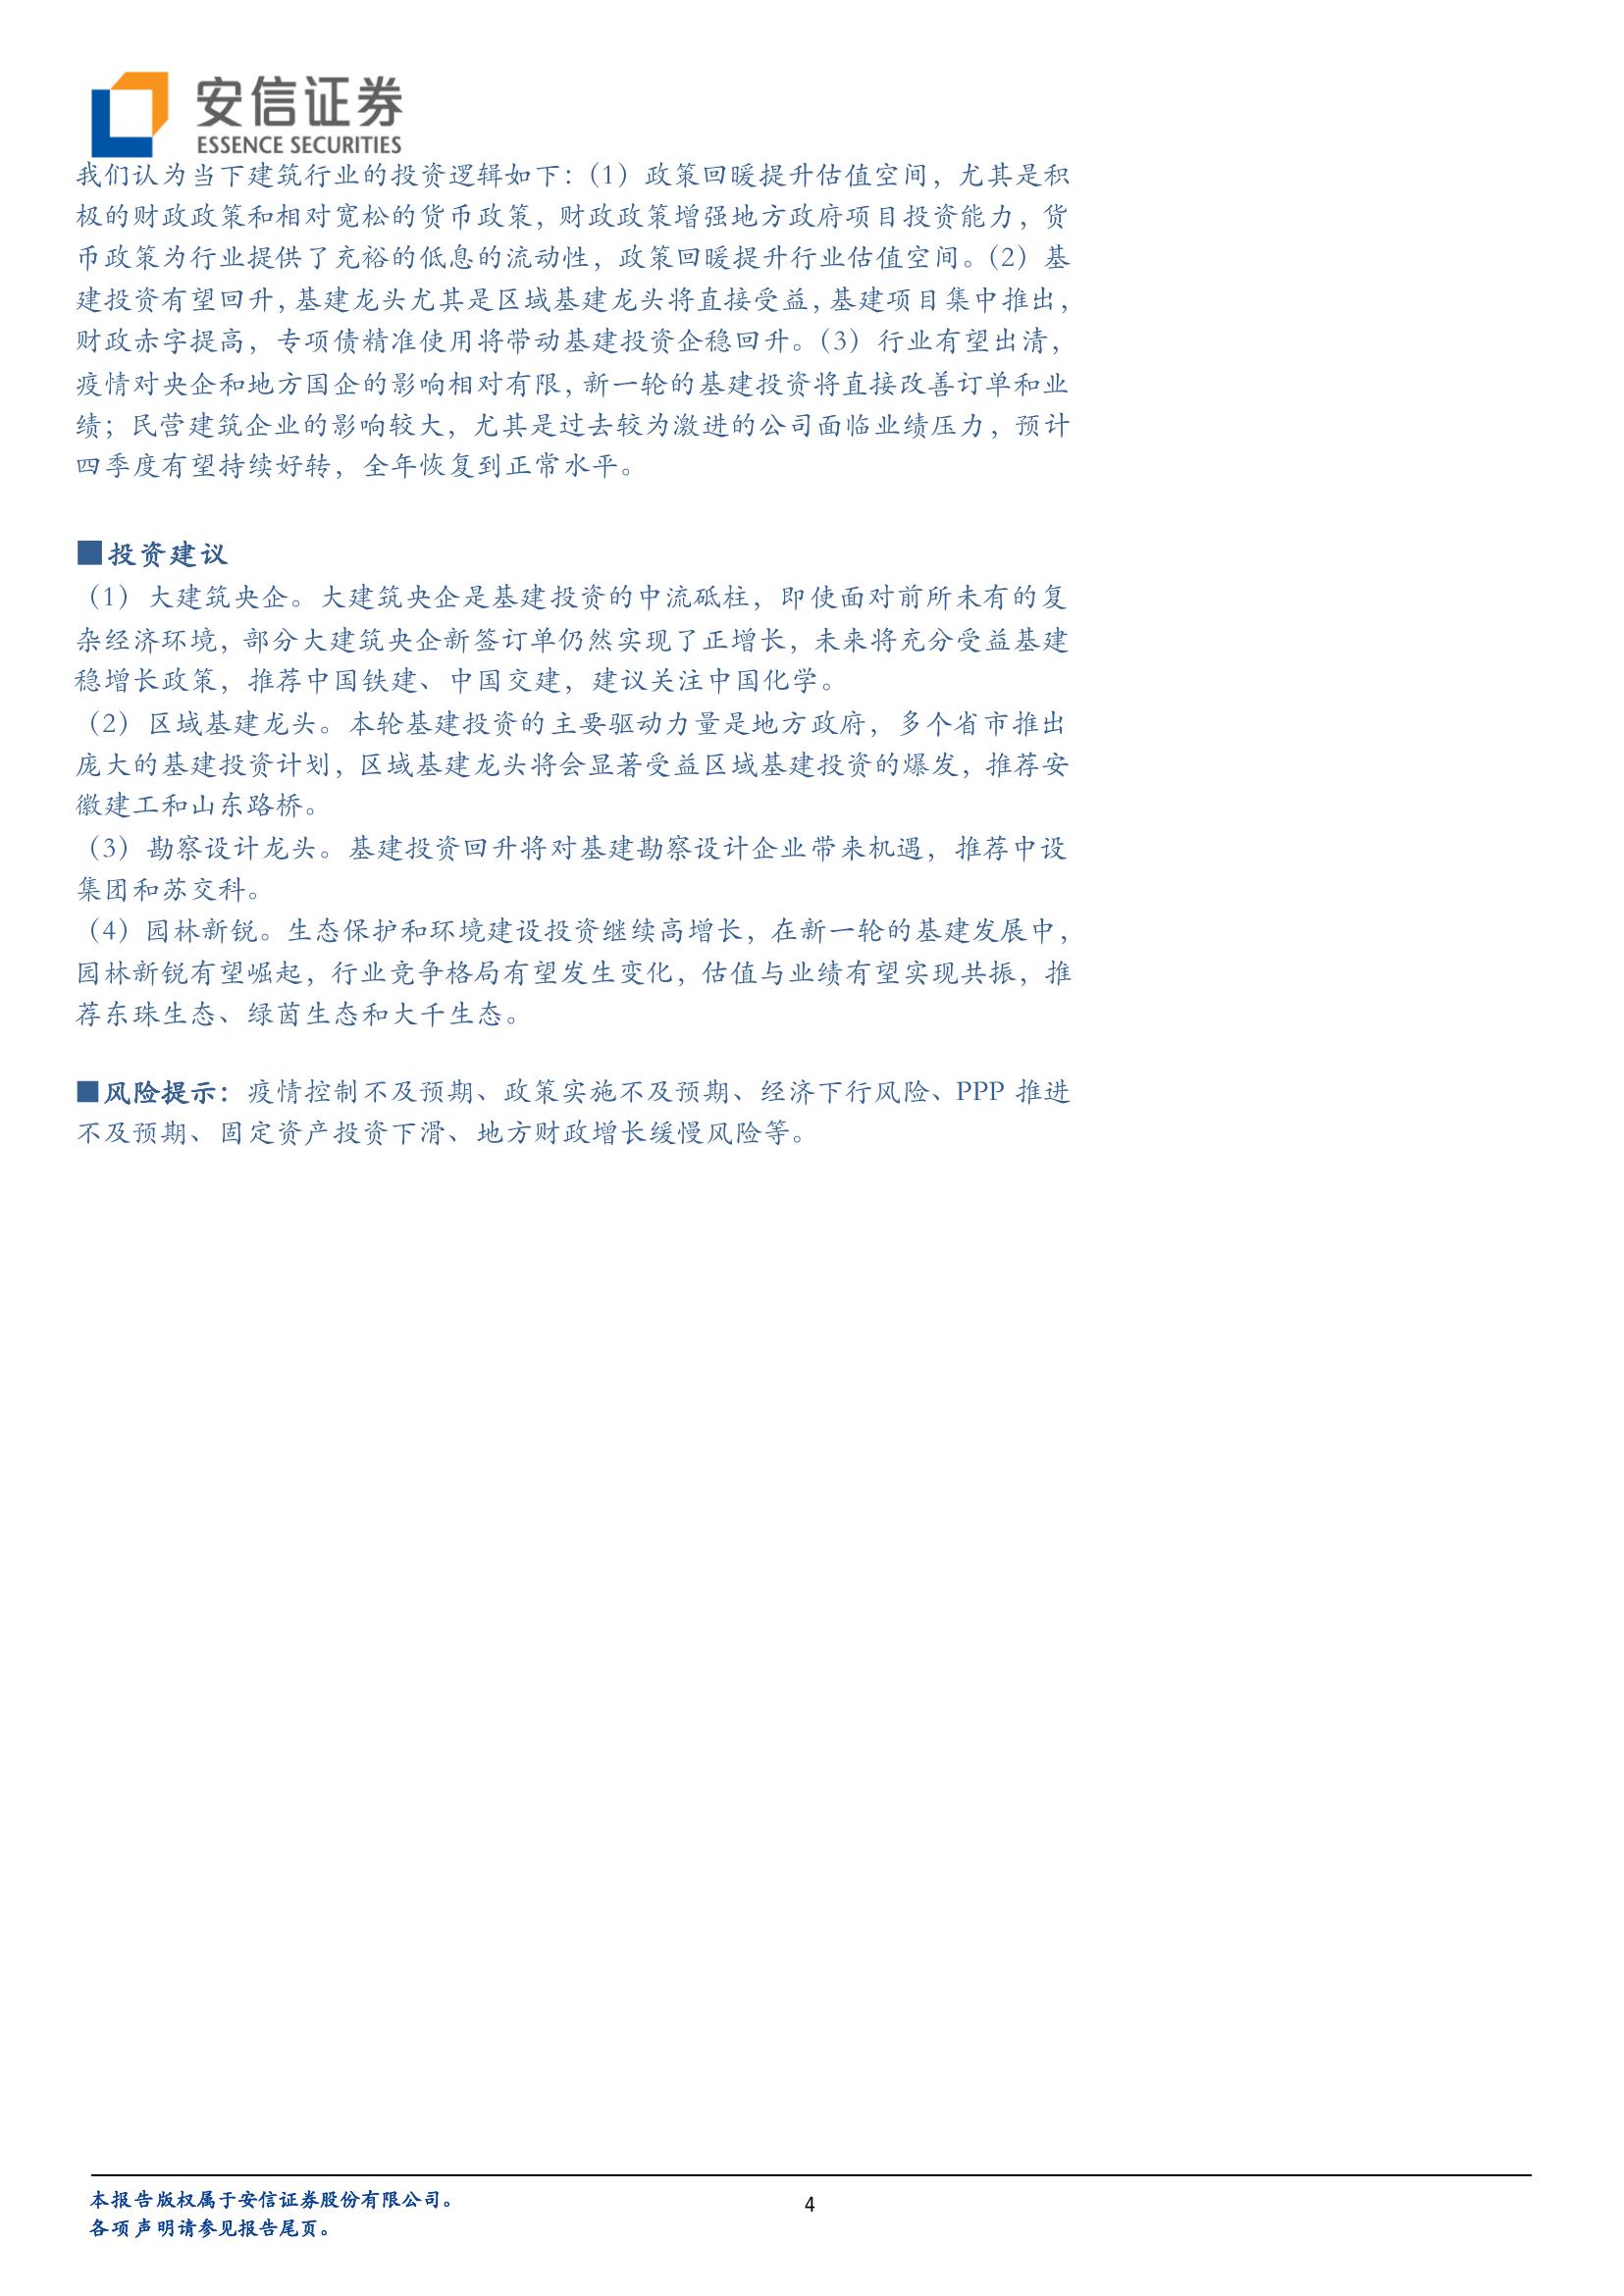 安信证券
ESSENCE SECURITIES
我们认为当下建筑行业的投资逻辑如下：（1）政策回暖提升估值空间，尤其是积
极的财政政策和相对宽松的货币政策，财政政策增强地方政府项目投资能力，货
币政策为行业提供了充裕的低息的流动性，政策回暖提升行业估值空间。（2）基
建投资有望回升，基建龙头尤其是区域基建龙头将直接受益，基建项目集中推出，
财政赤字提高，专项债精准使用将带动基建投资企稳回升。（3）行业有望出清，
疫情对央企和地方国企的影响相对有限，新一轮的基建投资将直接改善订单和业
绩；民营建筑企业的影响较大，尤其是过去较为激进的公司面临业绩压力，预计
四季度有望持续好转，全年恢复到正常水平。
■投资建议
（1）大建筑央企。大建筑央企是基建投资的中流砥柱，即使面对前所未有的复
杂经济环境，部分大建筑央企新签订单仍然实现了正增长，未来将充分受益基建
稳增长政策，推荐中国铁建、中国交建，建议关注中国化学。
（2）区域基建龙头。本轮基建投资的主要驱动力量是地方政府，多个省市推出
庞大的基建投资计划，区域基建龙头将会显著受益区域基建投资的爆发，推荐安
徽建工和山东路桥。
（3）勘察设计龙头。基建投资回升将对基建勘察设计企业带来机遇，推荐中设
集团和苏交科。
（4）园林新锐。生态保护和环境建设投资继续高增长，在新一轮的基建发展中，
园林新锐有望崛起，行业竞争格局有望发生变化，估值与业绩有望实现共振，推
荐东珠生态、绿茵生态和大千生态。
■风险提示：疫情控制不及预期、政策实施不及预期、经济下行风险、PPP 推进
不及预期、固定资产投资下滑、地方财政增长缓慢风险等。
本报告版权属于安信证券股份有限公司。
4
各项声明请参见报告尾页。